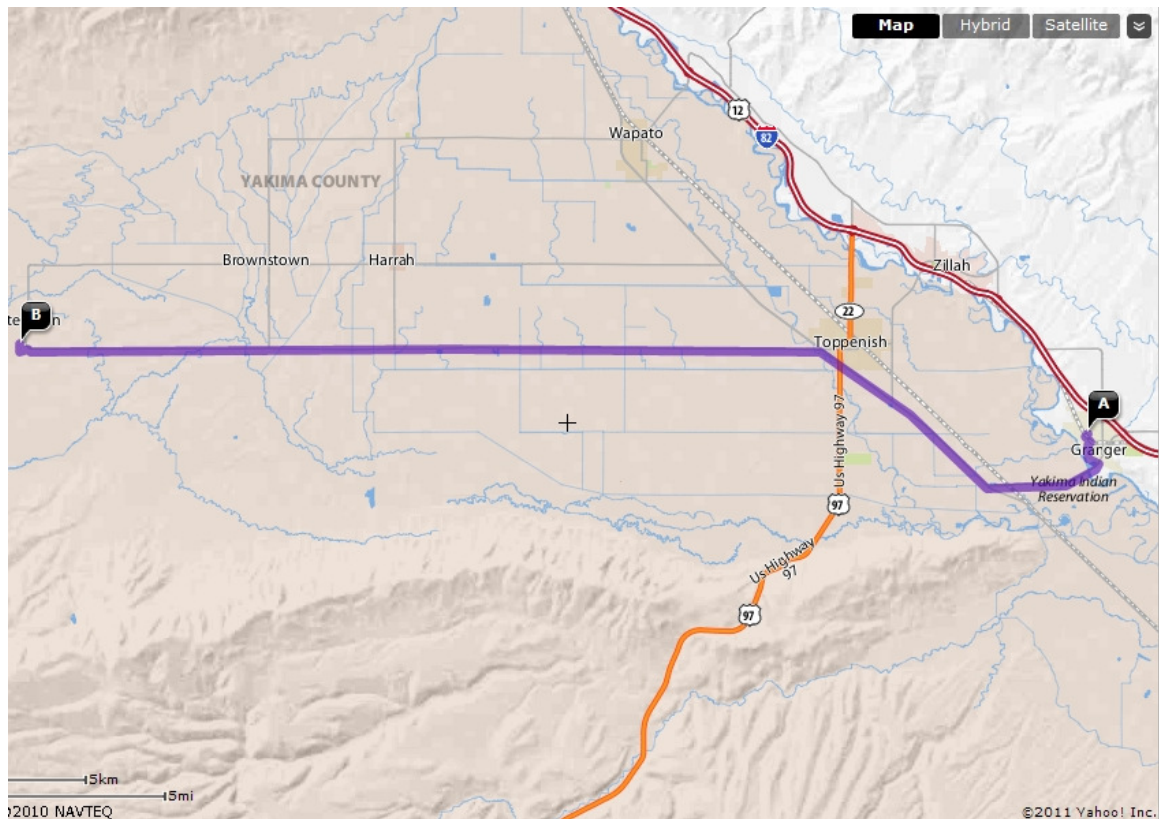 Map Hybrid Satellite
12
82
Wapato
YAKIMA COUNTY
Brownstown
Harrah
Zillah
B
22
Toppenish
A
Us Highway 97
Granger
Yakima Indian
Reservation
97
Us Highway
97
97
5km
5mi
©2010 NAVTEQ
©2011 Yahoo! Inc.